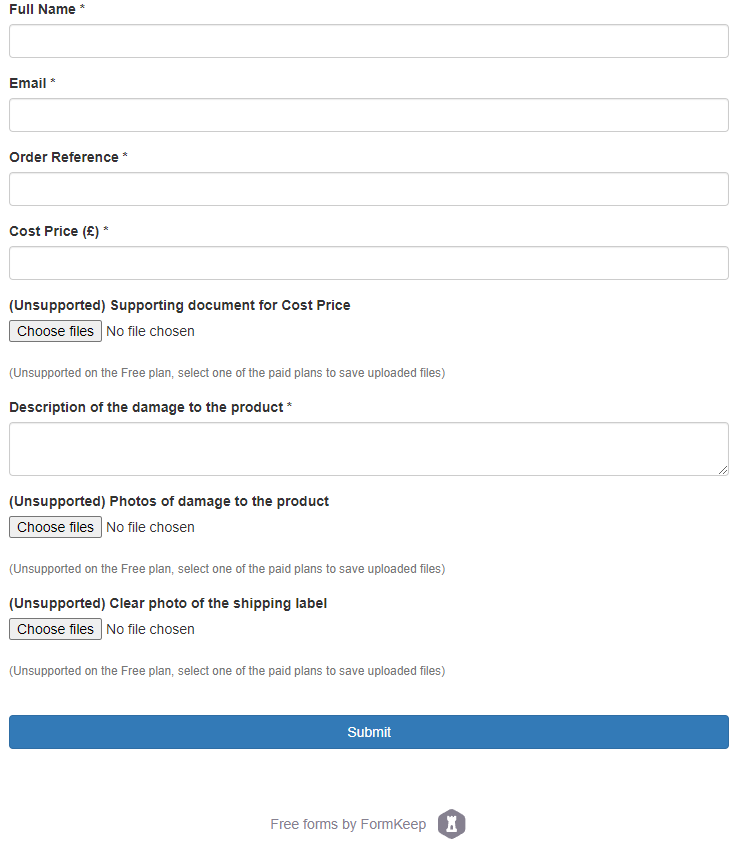 Full Name *
Email *
Order Reference *
Cost Price (£) *
(Unsupported) Supporting document for Cost Price
Choose files No file chosen
(Unsupported on the Free plan, select one of the paid plans to save uploaded files)
Description of the damage to the product *
(Unsupported) Photos of damage to the product
Choose files No file chosen
(Unsupported on the Free plan, select one of the paid plans to save uploaded files)
(Unsupported) Clear photo of the shipping label
Choose files No file chosen
(Unsupported on the Free plan, select one of the paid plans to save uploaded files)
Submit
Free forms by FormKeep